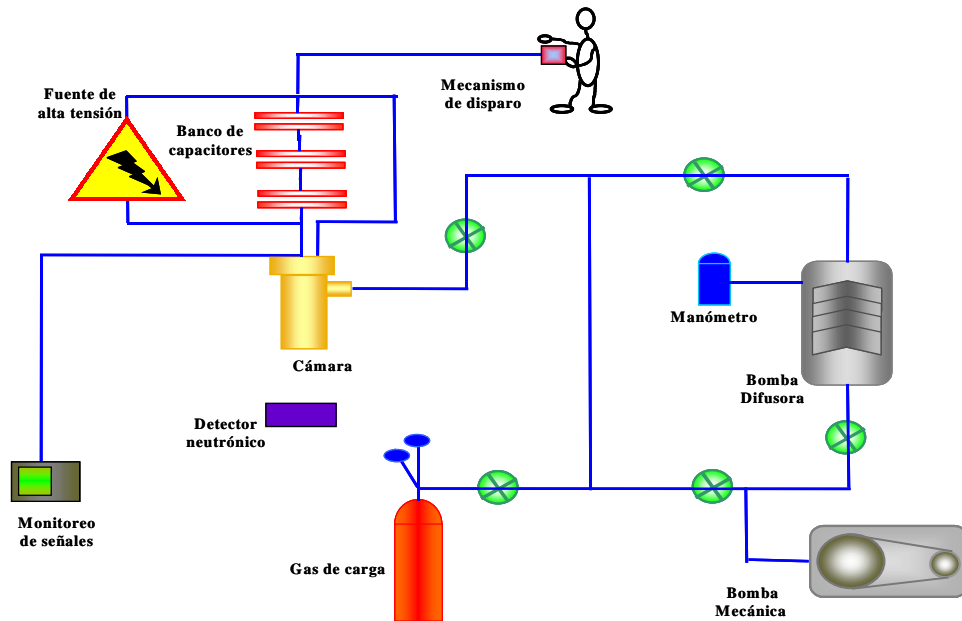 Mecanismo
de disparo
Fuente de
alta tensión
Banco de
capacitores
Manómetro
Cámara
Bomba
Difusora
Detector
neutrónico
Monitoreo
de señales
Gas de carga
Bomba
Mecánica